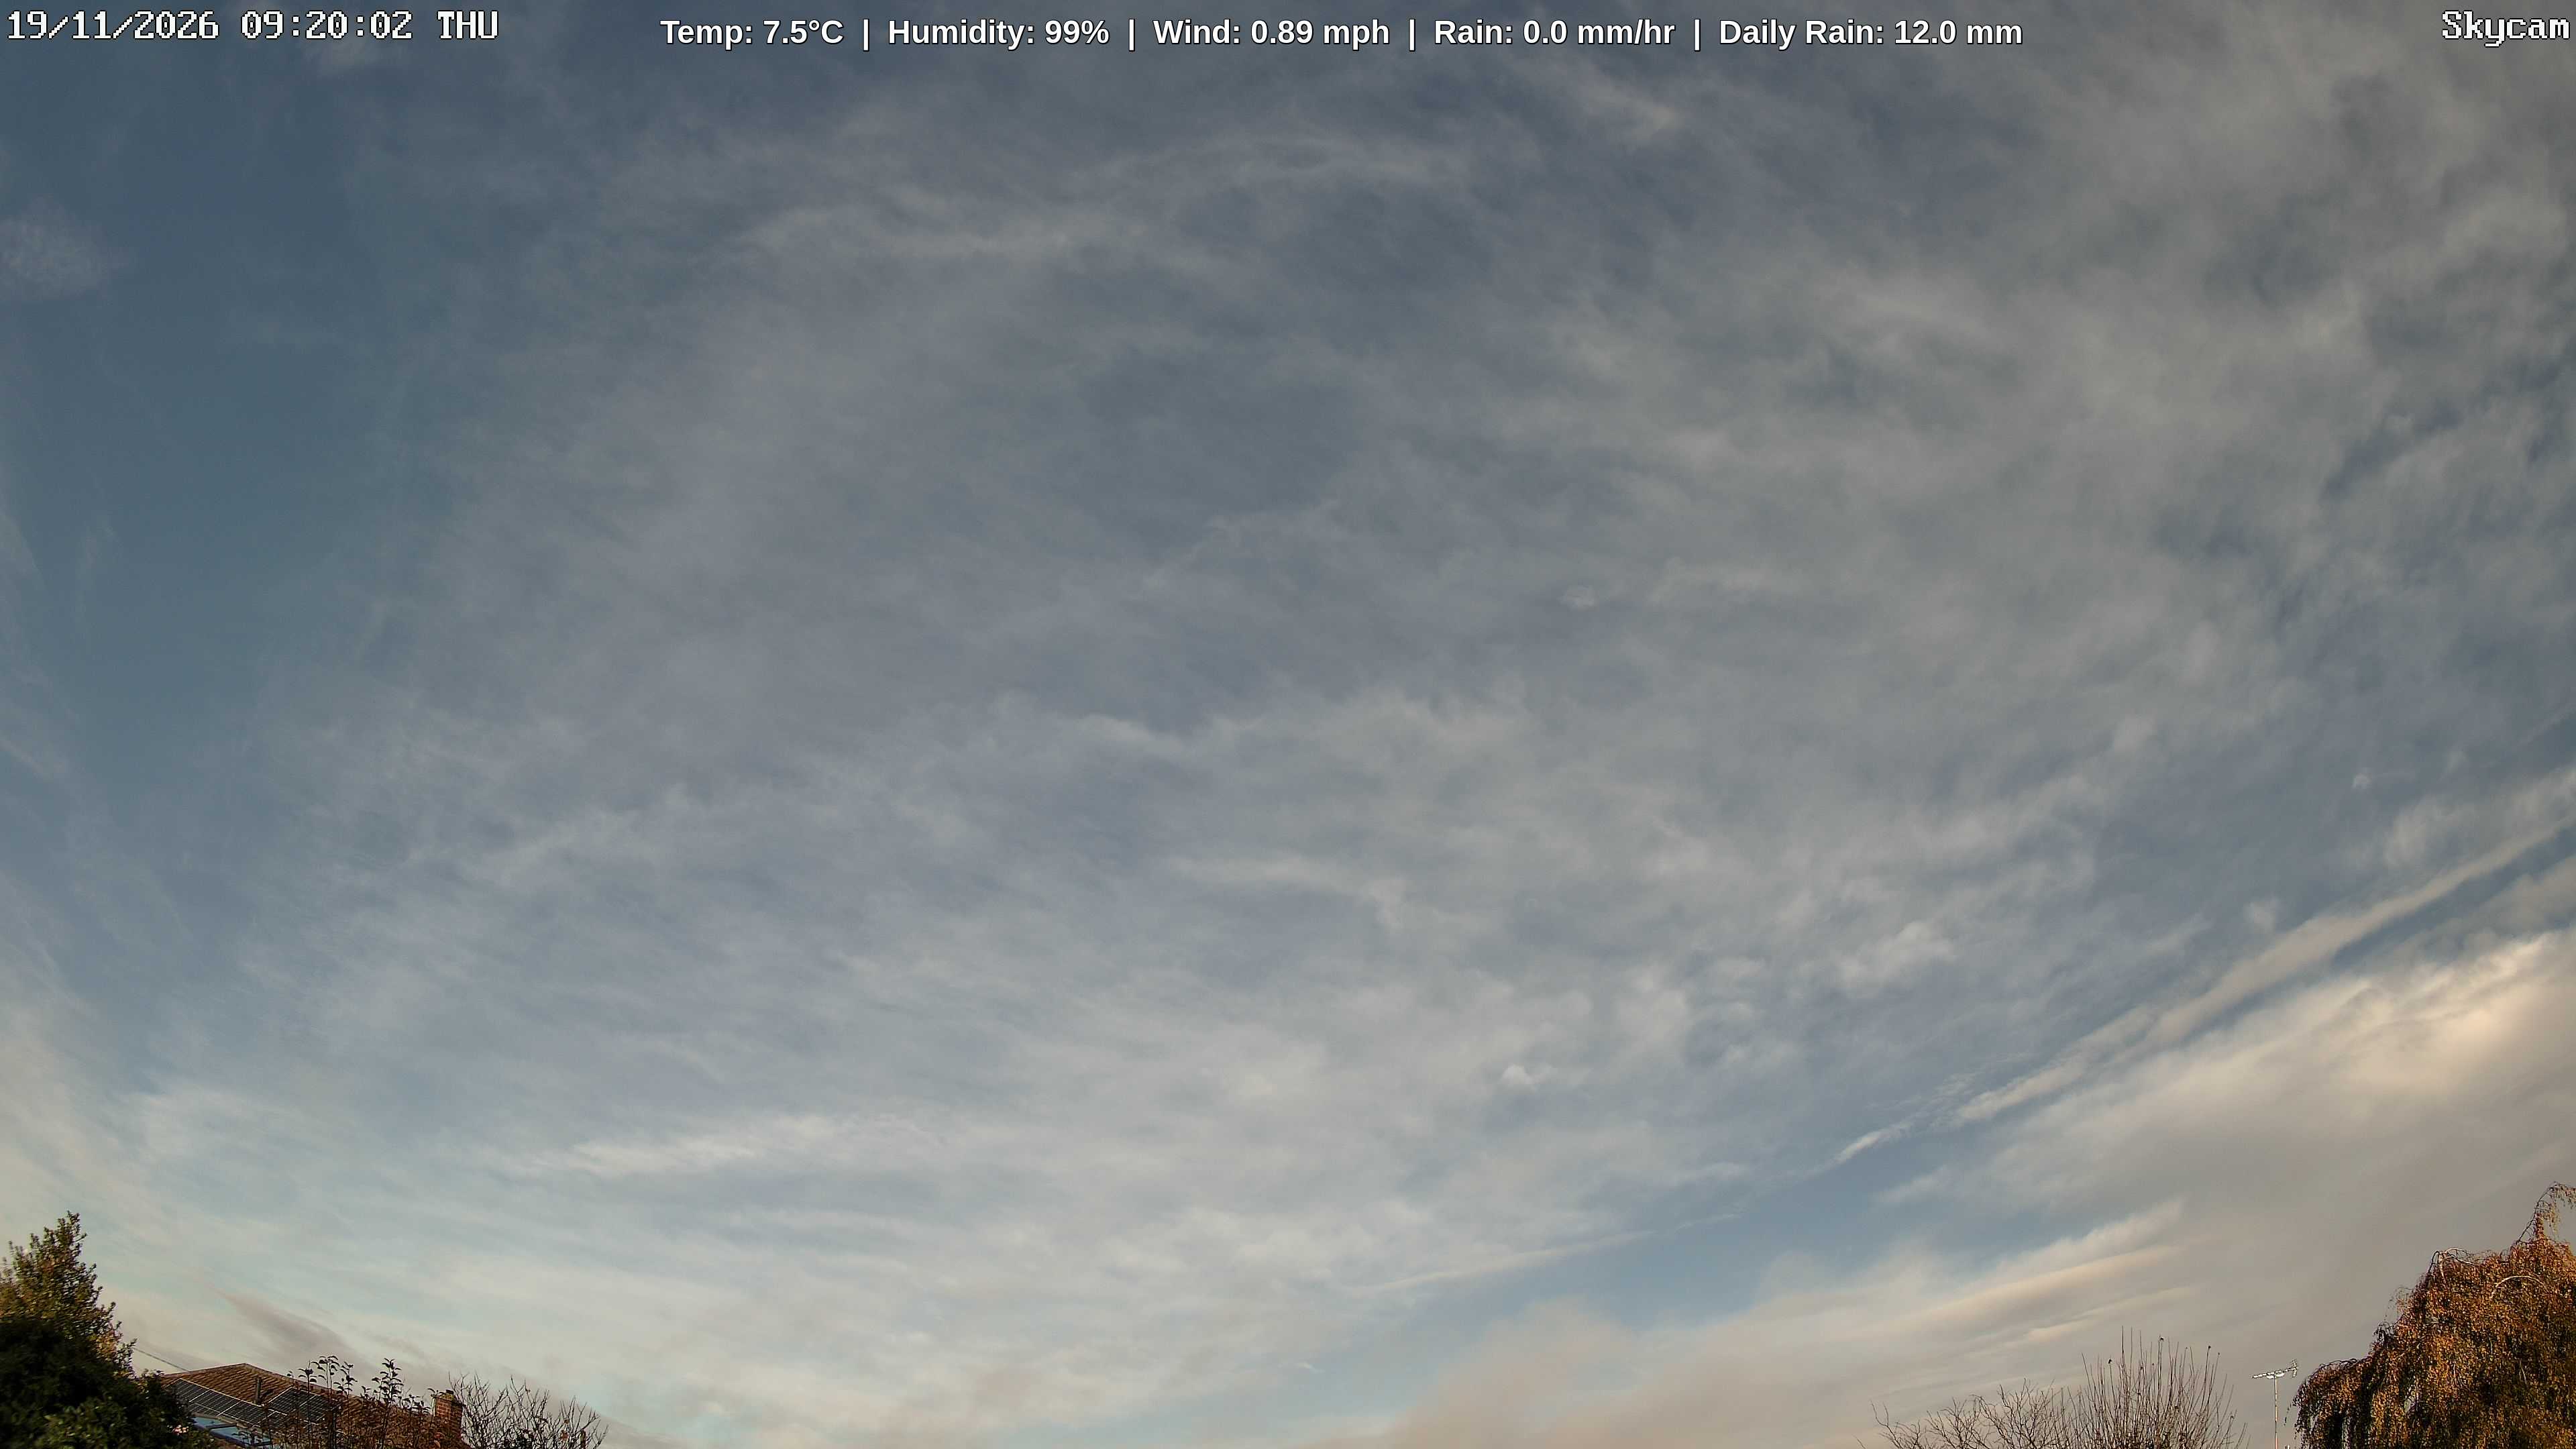 19/11/2026 09:20:02 THU
Temp: 7.5°C | Humidity: 99% | Wind: 0.89 mph | Rain: 0.0 mm/hr | Daily Rain: 12.0 mm
Skycam